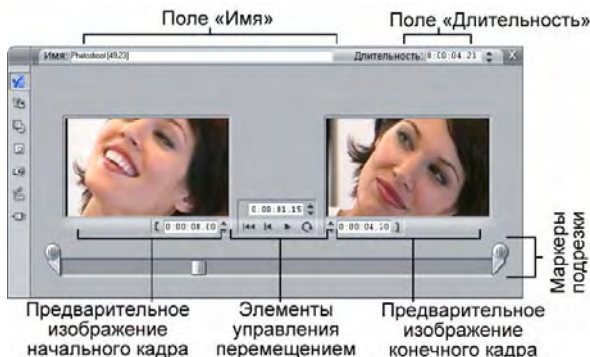 Поле «Имя» Поле «Длительность»
Имя: Photoshoot [49.23] Длительность: 0:00:04.21 X
0:00:01.15
[ 0:00:00.00 0:00:04.20 ]
Маркеры подрезки
Предварительное изображение начального кадра
Элементы управления перемещением
Предварительное изображение конечного кадра